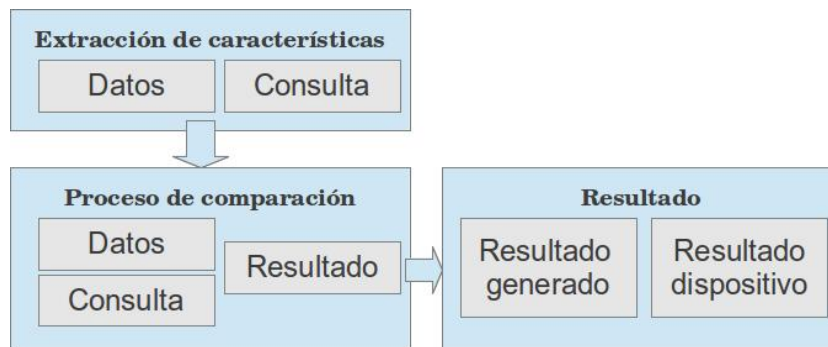 Extracción de características
Datos
Consulta
Proceso de comparación
Datos
Consulta
Resultado
Resultado
Resultado
generado
Resultado
dispositivo